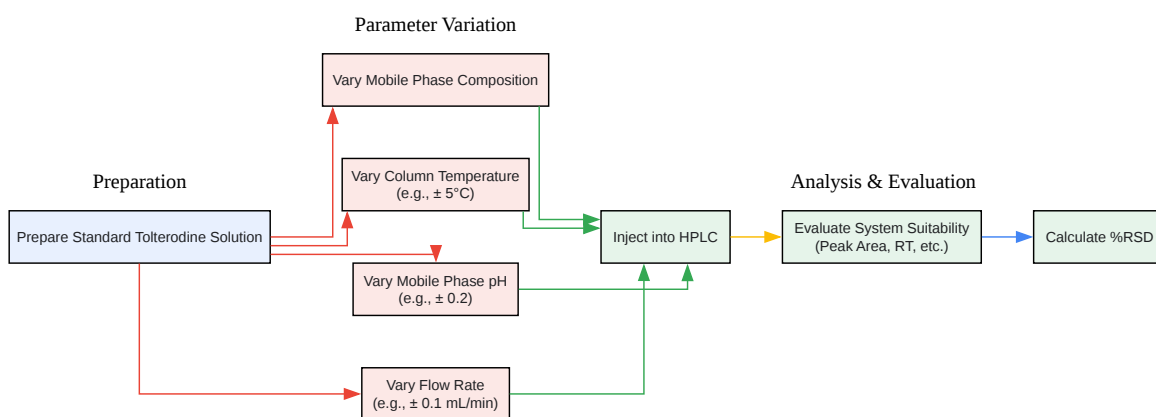 Parameter Variation
Vary Mobile Phase Composition
Preparation
Vary Column Temperature
(e.g., ± 5°C)
Analysis & Evaluation
Prepare Standard Tolterodine Solution
Inject into HPLC
Evaluate System Suitability
(Peak Area, RT, etc.)
Calculate %RSD
Vary Mobile Phase pH
(e.g., ± 0.2)
Vary Flow Rate
(e.g., ± 0.1 mL/min)